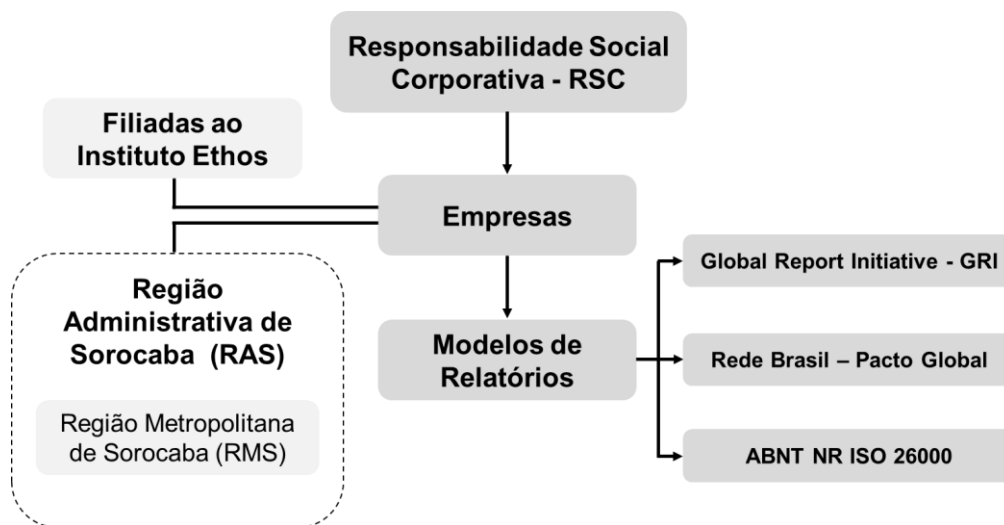 Responsabilidade Social
Corporativa - RSC
Filiadas ao
Instituto Ethos
Empresas
Região
Administrativa de
Sorocaba (RAS)
Região Metropolitana
de Sorocaba (RMS)
Modelos de
Relatórios
Global Report Initiative - GRI
Rede Brasil – Pacto Global
ABNT NR ISO 26000